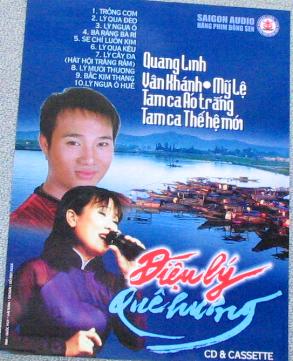 1. TRỐNG CƠM
2. LÝ QUA ĐÈO
3. LÝ NGỰA Ô
4. BÀ RẰNG BÀ RÍ
5. SE CHỈ LUỒN KIM
6. LÝ QUA KÊU
7. LÝ CÂY ĐA
(HÁT HỘI TRĂNG RẰM)
8. LÝ MƯỜI THƯƠNG
9. BẮC KIM THANG
10. LÝ NGỰA Ô HUẾ
SAIGON AUDIO
HÃNG PHIM BÔNG SEN
Quang Linh
Vân Khánh • Mỹ Lệ
Tam ca Áo trắng
Tam ca Thế hệ mới
Điệu lý
Quê hương
CD & CASSETTE